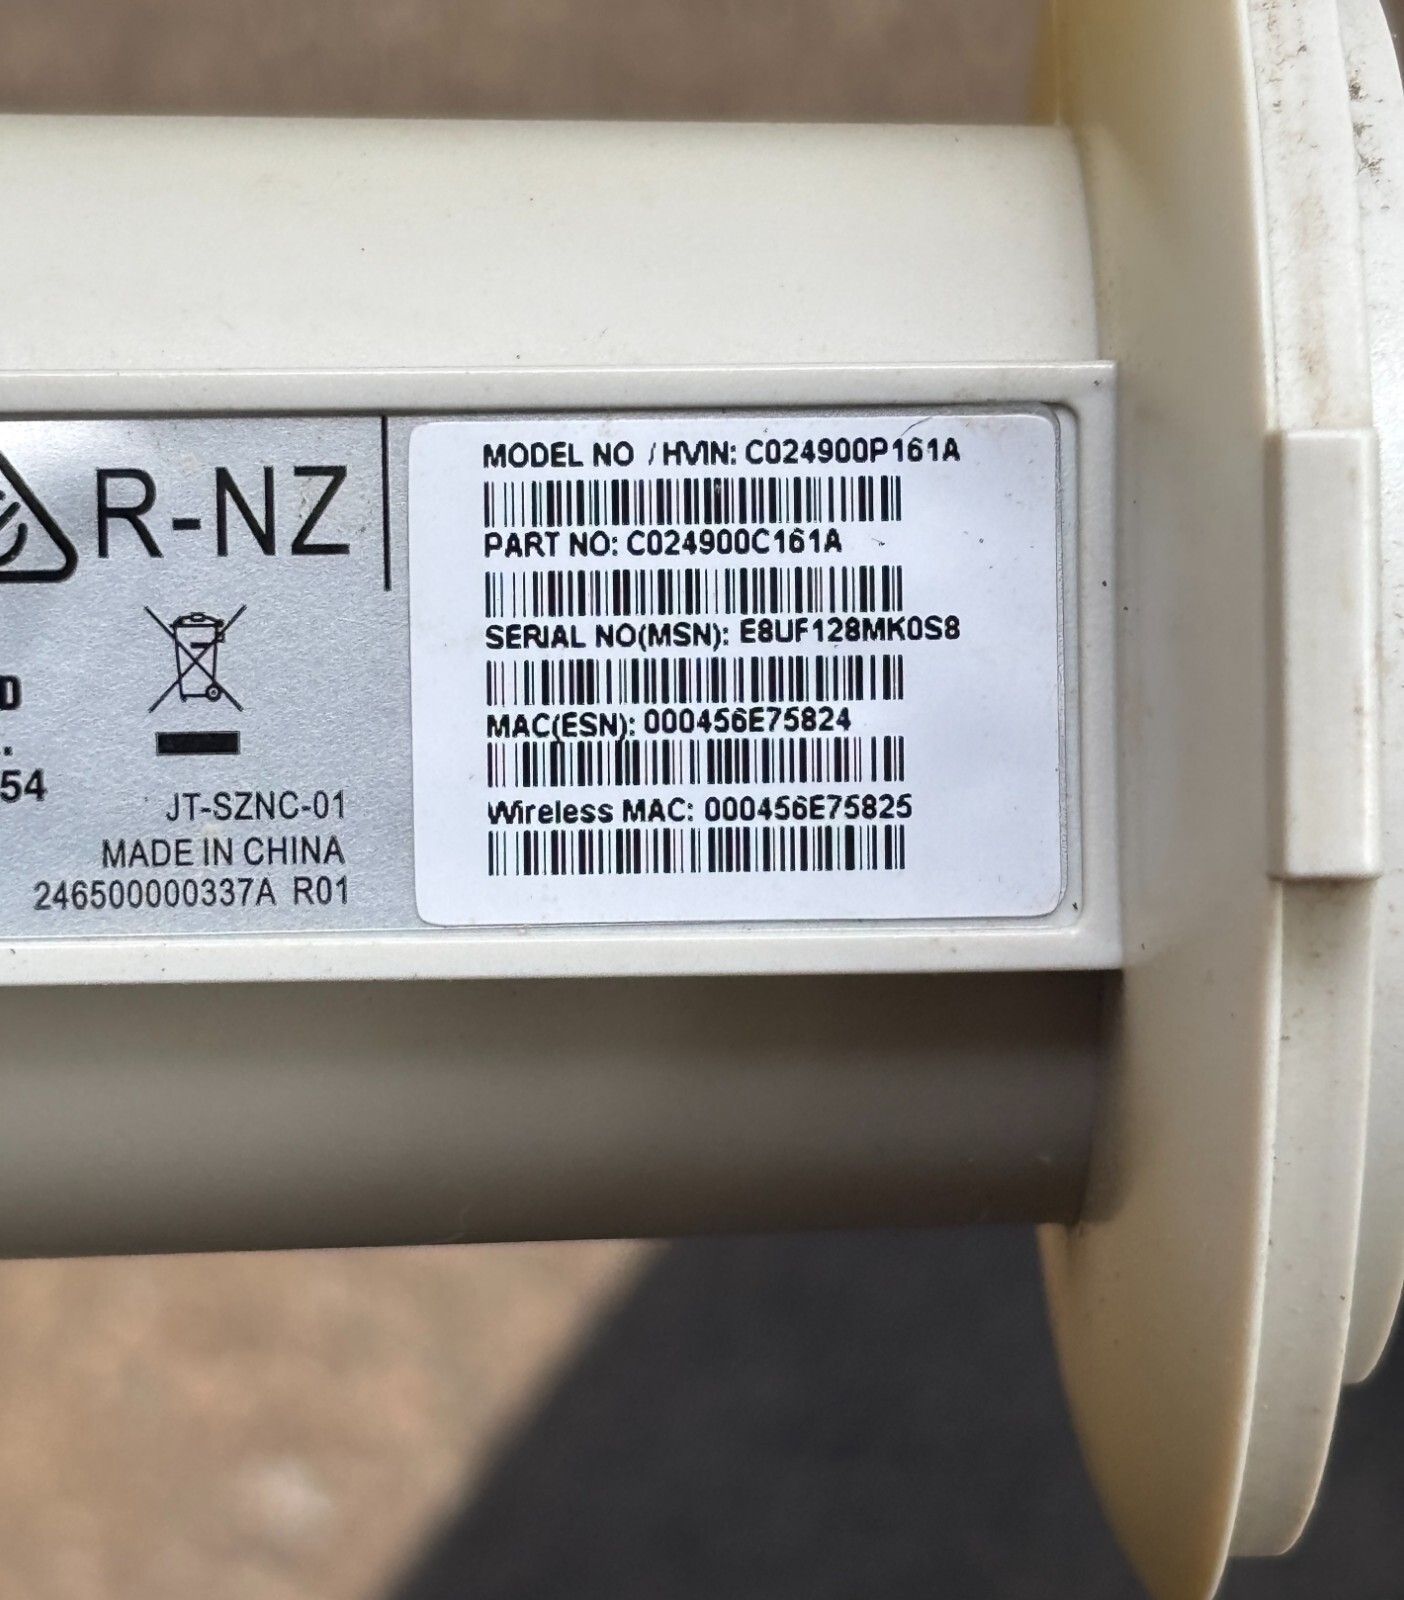 R-NZ
D
.
54
JT-SZNC-01
MADE IN CHINA
246500000337A R01
MODEL NO / HVIN: C024900P161A
PART NO: C024900C161A
SERIAL NO(MSN): E8UF128MK0S8
MAC(ESN): 000456E75824
Wireless MAC: 000456E75825